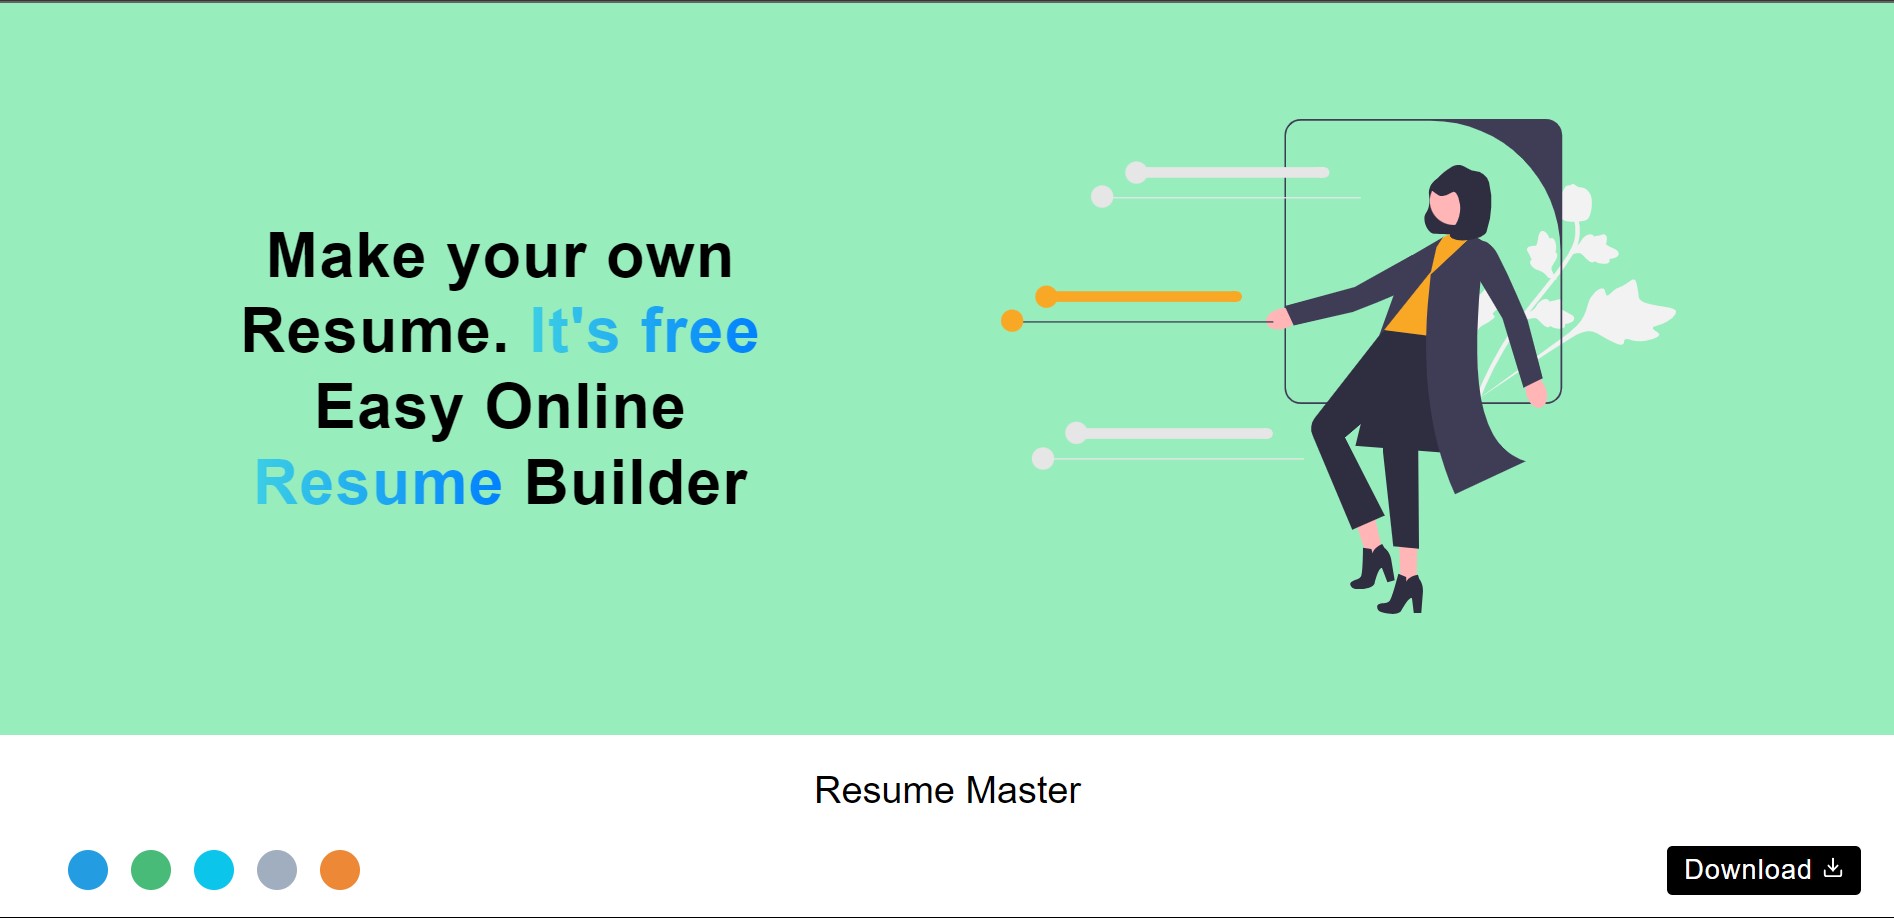 Make your own
Resume. It's free
Easy Online
Resume Builder
Resume Master
Download